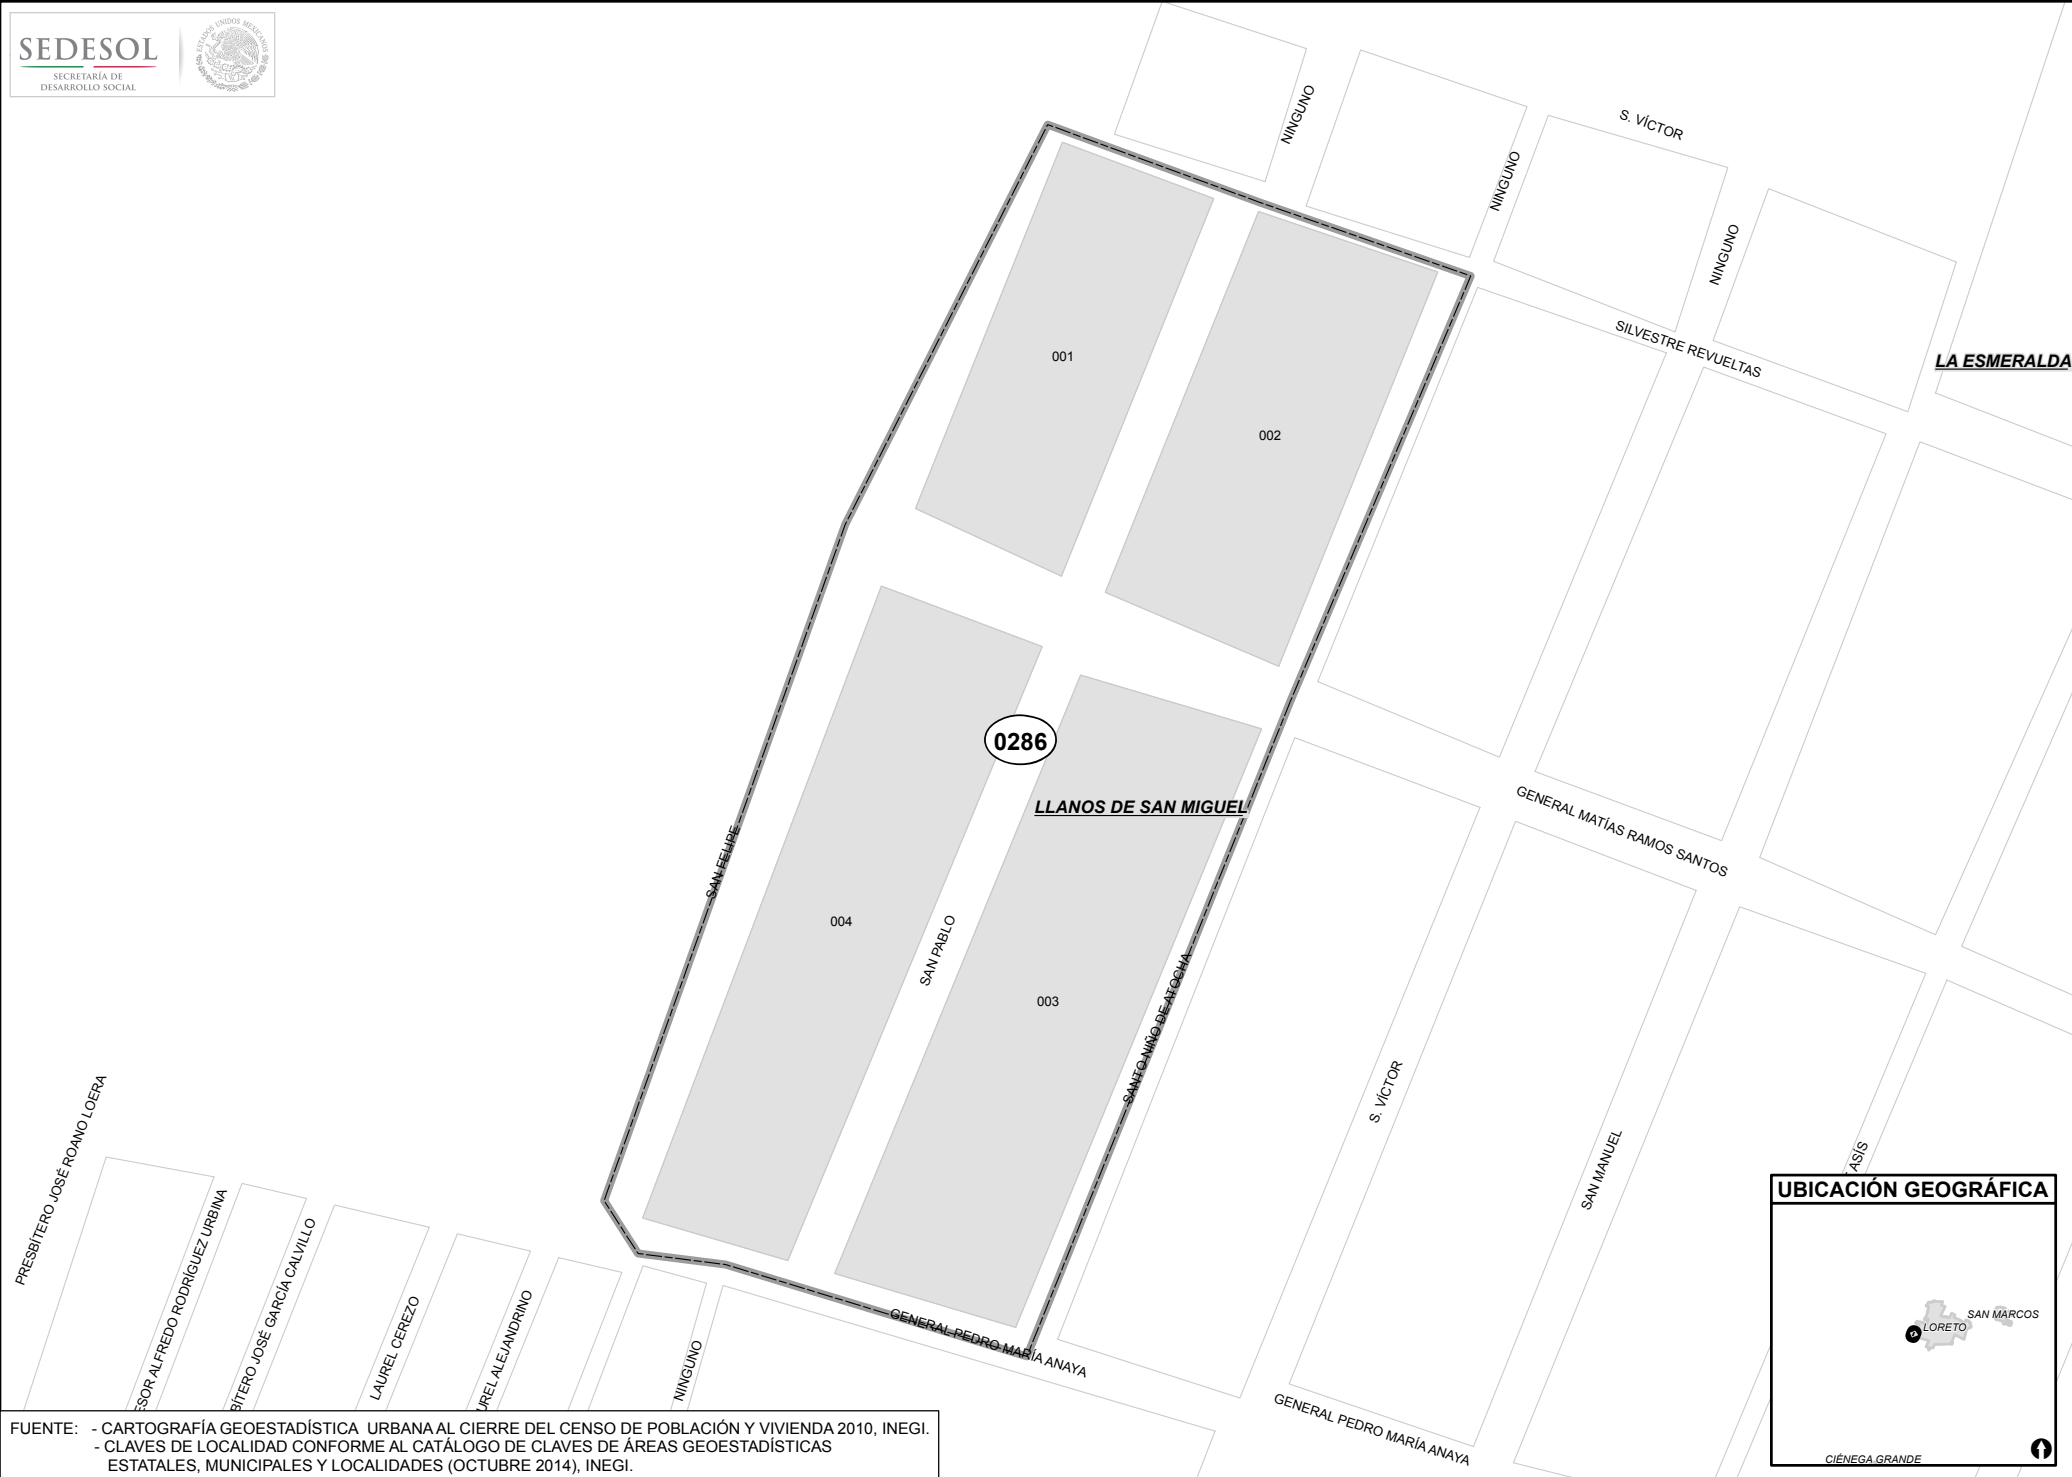 SEDESOL
SECRETARÍA DE
DESARROLLO SOCIAL
ESTADOS UNIDOS MEXICANOS
NINGUNO
S. VÍCTOR
NINGUNO
NINGUNO
SILVESTRE REVUELTAS
LA ESMERALDA
001
002
0286
LLANOS DE SAN MIGUEL
GENERAL MATÍAS RAMOS SANTOS
SAN FELIPE
004
SAN PABLO
003
SANTO NIÑO DE ATOCHA
S. VÍCTOR
SAN MANUEL
ASÍS
PRESBÍTERO JOSÉ ROANO LOERA
ESOR ALFREDO RODRÍGUEZ URBINA
BÍTERO JOSÉ GARCÍA CALVILLO
LAUREL CEREZO
UREL ALEJANDRINO
NINGUNO
GENERAL PEDRO MARÍA ANAYA
GENERAL PEDRO MARÍA ANAYA
UBICACIÓN GEOGRÁFICA
SAN MARCOS
LORETO
CIÉNEGA GRANDE
FUENTE: - CARTOGRAFÍA GEOESTADÍSTICA URBANA AL CIERRE DEL CENSO DE POBLACIÓN Y VIVIENDA 2010, INEGI.
- CLAVES DE LOCALIDAD CONFORME AL CATÁLOGO DE CLAVES DE ÁREAS GEOESTADÍSTICAS
ESTATALES, MUNICIPALES Y LOCALIDADES (OCTUBRE 2014), INEGI.